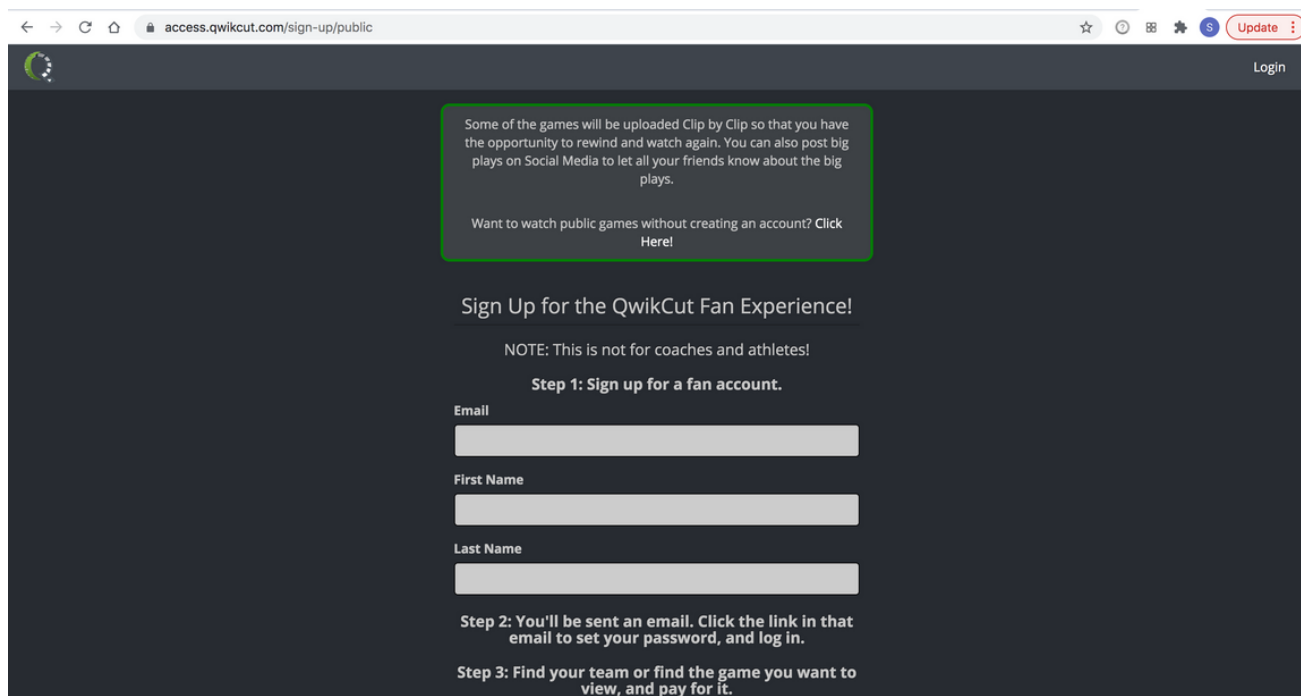 access.qwikcut.com/sign-up/public
S
Update
Login
Some of the games will be uploaded Clip by Clip so that you have
the opportunity to rewind and watch again. You can also post big
plays on Social Media to let all your friends know about the big
plays.
Want to watch public games without creating an account? Click
Here!
Sign Up for the QwikCut Fan Experience!
NOTE: This is not for coaches and athletes!
Step 1: Sign up for a fan account.
Email
First Name
Last Name
Step 2: You'll be sent an email. Click the link in that
email to set your password, and log in.
Step 3: Find your team or find the game you want to
view, and pay for it.